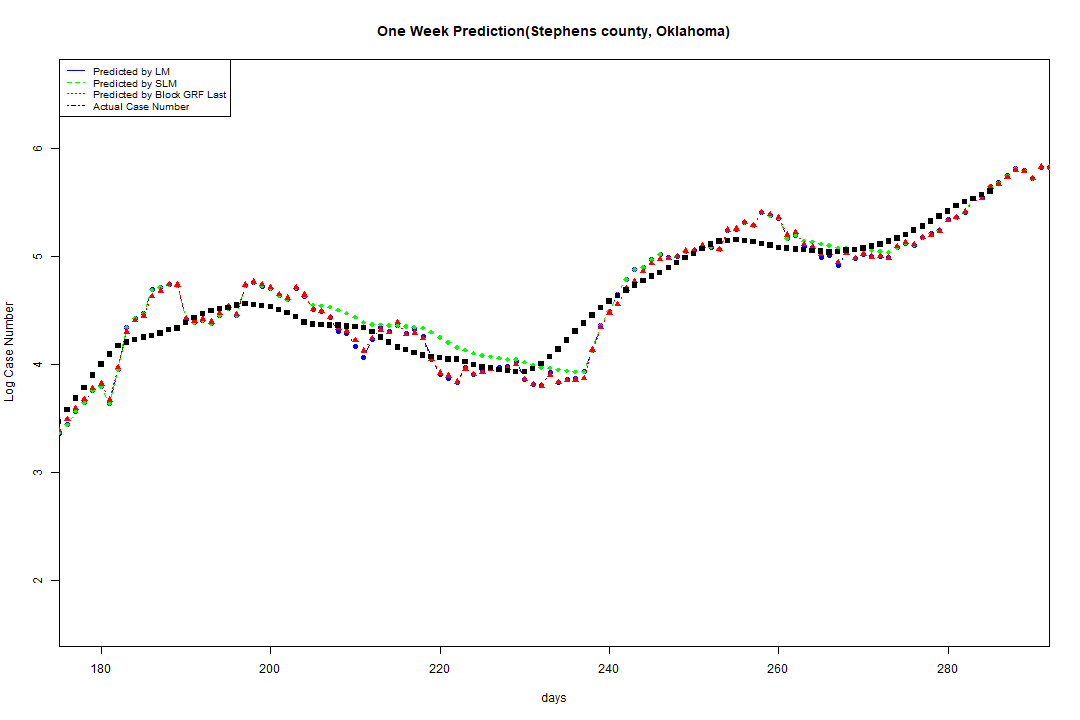 One Week Prediction(Stephens county, Oklahoma)
Predicted by LM
Predicted by SLM
Predicted by Block GRF Last
Actual Case Number
Log Case Number
6
5
4
3
2
180 200 220 240 260 280
days